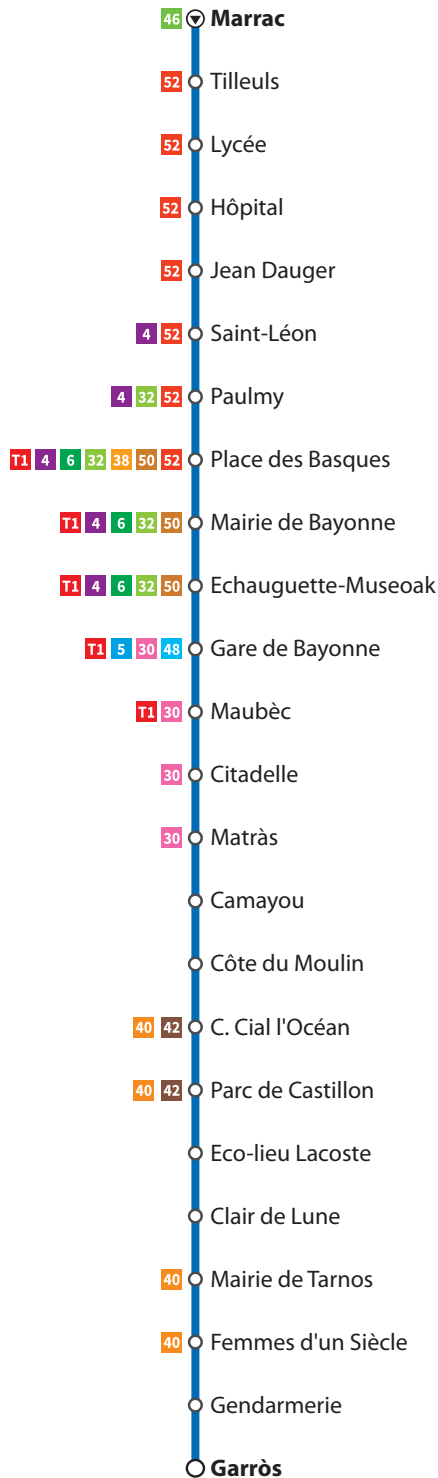 46 Marrac
52 Tilleuls
52 Lycée
52 Hôpital
52 Jean Dauger
4 52 Saint-Léon
4 32 52 Paulmy
T1 4 6 32 38 50 52 Place des Basques
T1 4 6 32 50 Mairie de Bayonne
T1 4 6 32 50 Echauguette-Museoak
T1 5 30 48 Gare de Bayonne
T1 30 Maubèc
30 Citadelle
30 Matràs
Camayou
Côte du Moulin
40 42 C. Cial l'Océan
40 42 Parc de Castillon
Eco-lieu Lacoste
Clair de Lune
40 Mairie de Tarnos
40 Femmes d'un Siècle
Gendarmerie
Garròs